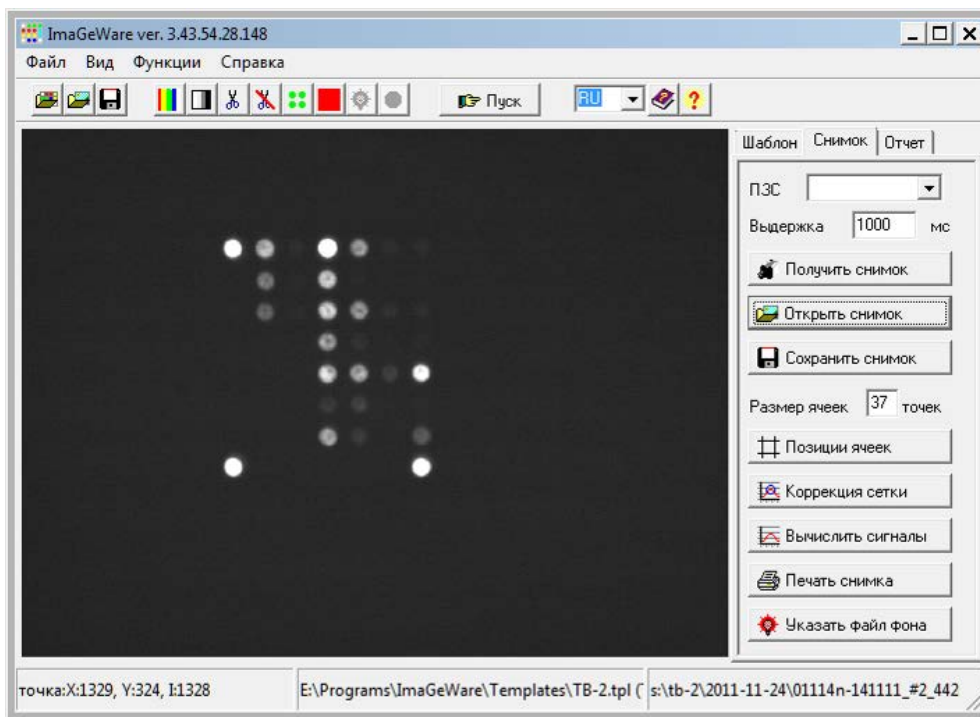 ImaGeWare ver. 3.43.54.28.148
Файл Вид Функции Справка
Пуск RU ?
Шаблон Снимок Отчет
ПЗС
Выдержка 1000 мс
Получить снимок
Открыть снимок
Сохранить снимок
Размер ячеек 37 точек
Позиции ячеек
Коррекция сетки
Вычислить сигналы
Печать снимка
Указать файл фона
точка:X:1329, Y:324, I:1328 E:\Programs\ImaGeWare\Templates\TB-2.tpl (T s:\tb-2\2011-11-24\01114n-141111_#2_442